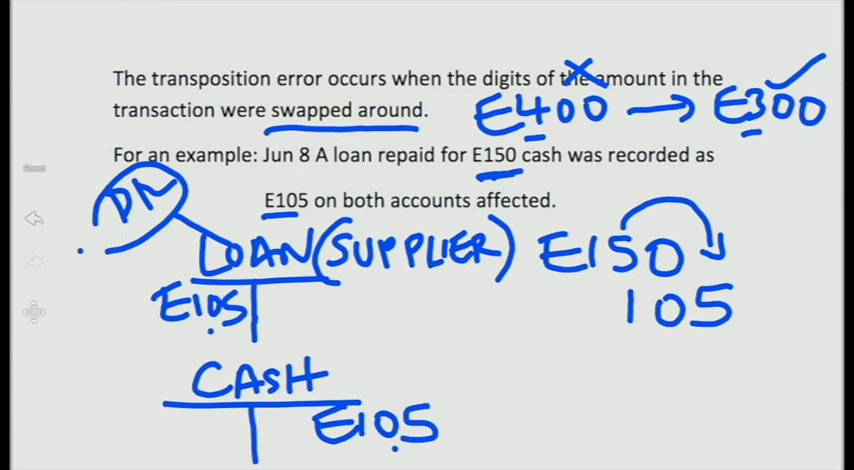 The transposition error occurs when the digits of the amount in the
transaction were swapped around. E400 → E300
For an example: Jun 8 A loan repaid for E150 cash was recorded as
Reset
E105 on both accounts affected.
DR
LOAN (SUPPLIER) E150
E105
105
CASH
E105